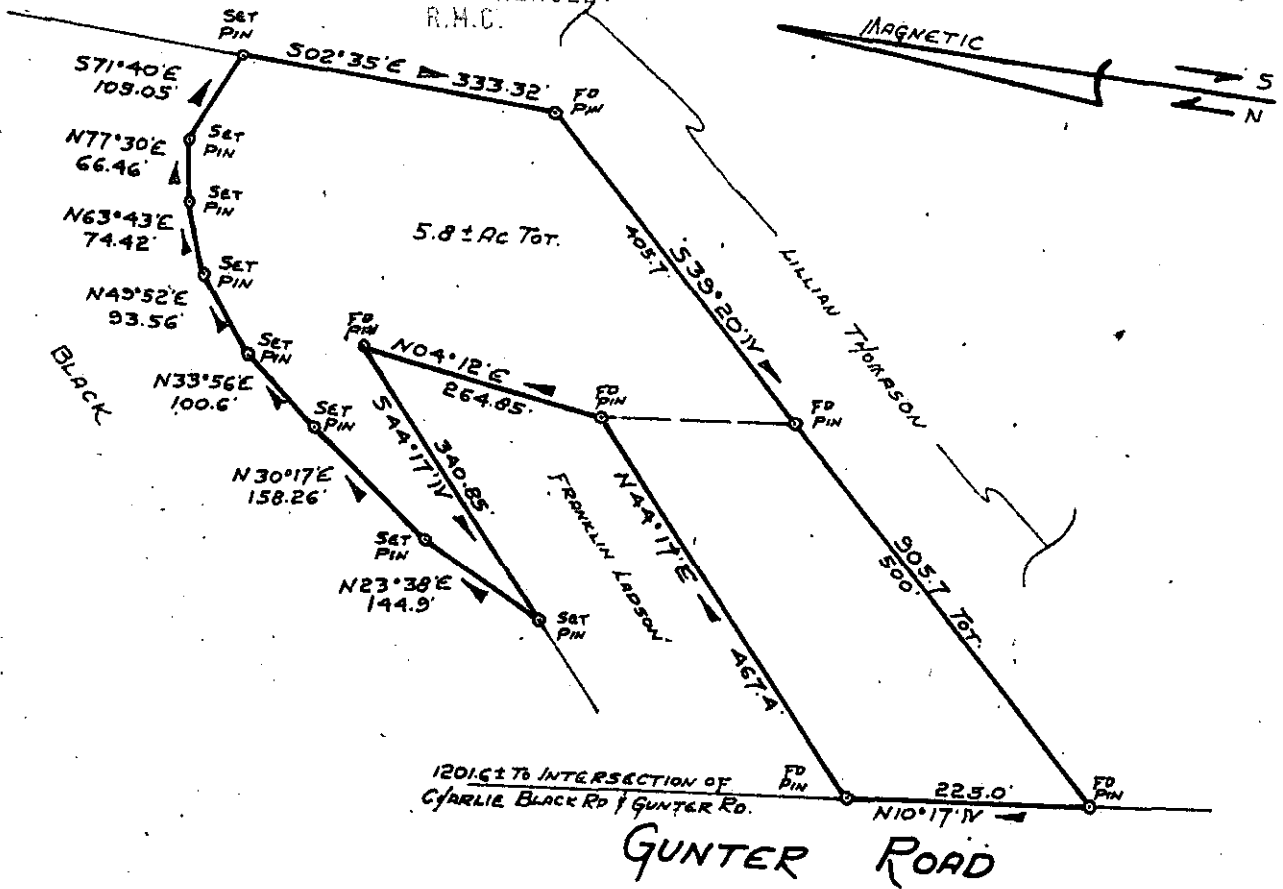 R.M.C.
MAGNETIC
S
N
SET
PIN
S02°35'E 333.32'
FD
PIN
S71°40'E
109.05'
SET
PIN
N77°30'E
66.46'
SET
PIN
N63°43'E
74.42'
SET
PIN
N49°52'E
93.56'
SET
PIN
N33°56'E
100.6'
SET
PIN
N30°17'E
158.26'
SET
PIN
N23°38'E
144.9'
SET
PIN
BLACK
5.8 ± AC TOT.
405.7'
S39°20'W
LILLIAN THOMASON
FD
PIN
N04°12'E
264.85'
FD
PIN
FD
PIN
340.85'
S44°17'W
FRANKLIN LADSON
N44°17'E
467.4'
905.7 TOT.
500'
1201.6± TO INTERSECTION OF
CHARLIE BLACK RD & GUNTER RD.
FD
PIN
225.0'
N10°17'W
FD
PIN
GUNTER ROAD